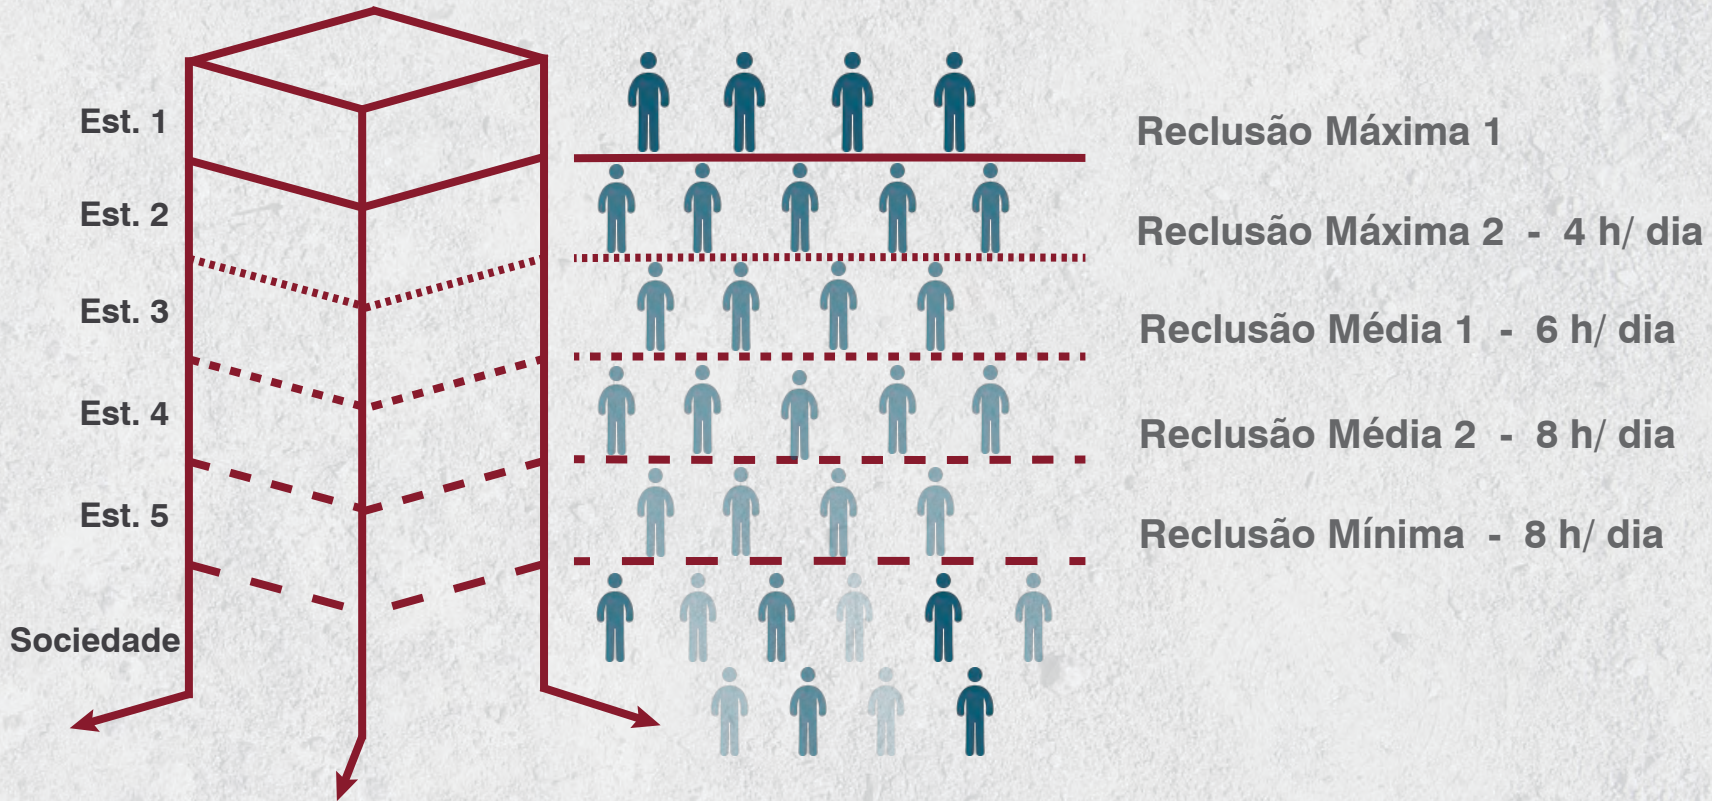 Est. 1
Reclusão Máxima 1
Est. 2
Reclusão Máxima 2 - 4 h/ dia
Est. 3
Reclusão Média 1 - 6 h/ dia
Est. 4
Reclusão Média 2 - 8 h/ dia
Est. 5
Reclusão Mínima - 8 h/ dia
Sociedade